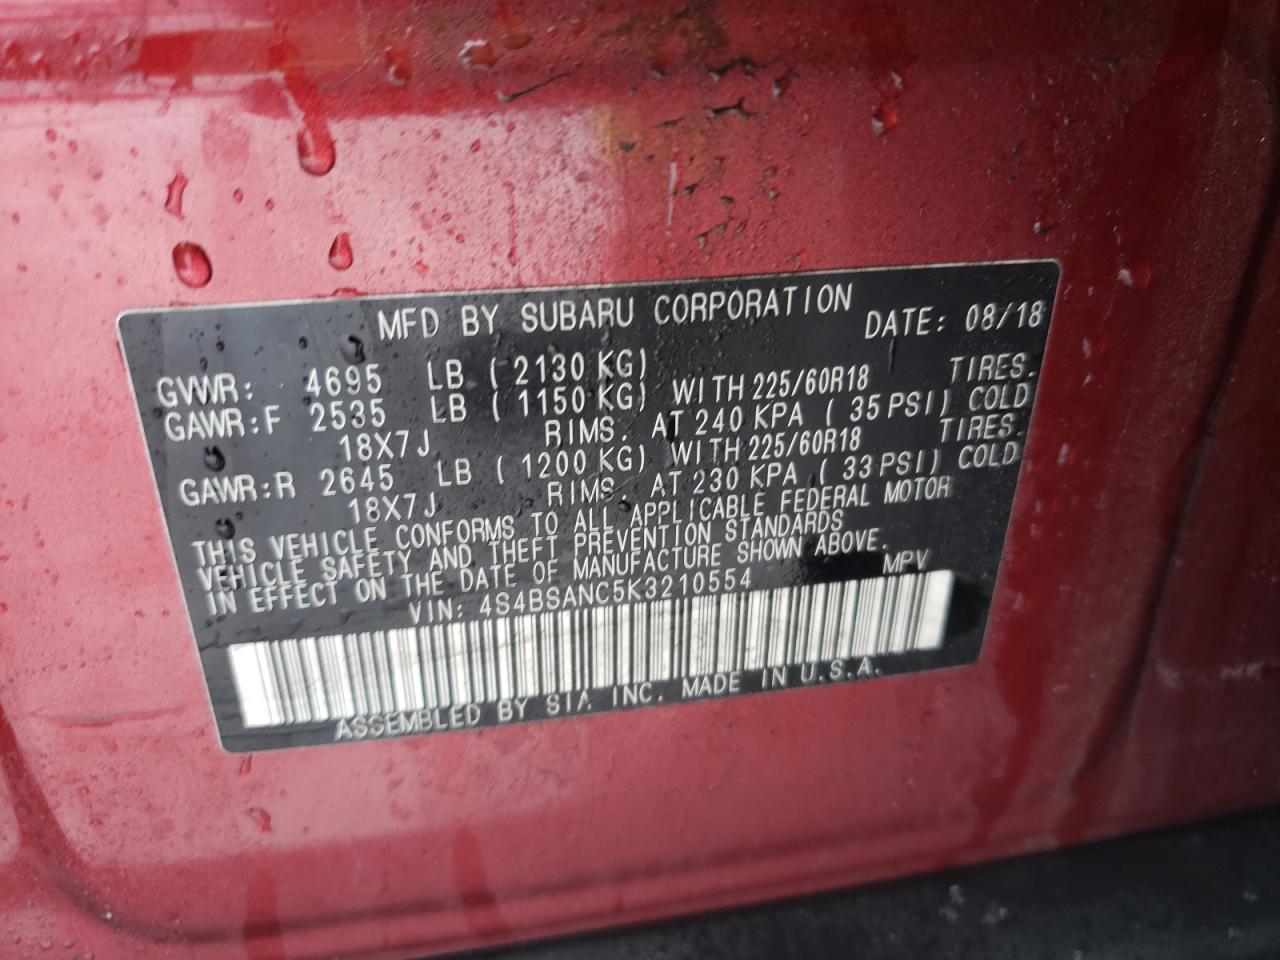 MFD BY SUBARU CORPORATION DATE: 08/18
GVWR: 4695 LB ( 2130 KG)
GAWR:F 2535 LB ( 1150 KG) WITH 225/60R18 TIRES.
18X7J RIMS. AT 240 KPA ( 35 PSI) COLD
GAWR:R 2645 LB ( 1200 KG) WITH 225/60R18 TIRES.
18X7J RIMS. AT 230 KPA ( 33 PSI) COLD
THIS VEHICLE CONFORMS TO ALL APPLICABLE FEDERAL MOTOR
VEHICLE SAFETY AND THEFT PREVENTION STANDARDS
IN EFFECT ON THE DATE OF MANUFACTURE SHOWN ABOVE.
VIN: 4S4BSANC5K3210554 MPV
ASSEMBLED BY SIA INC. MADE IN U.S.A.